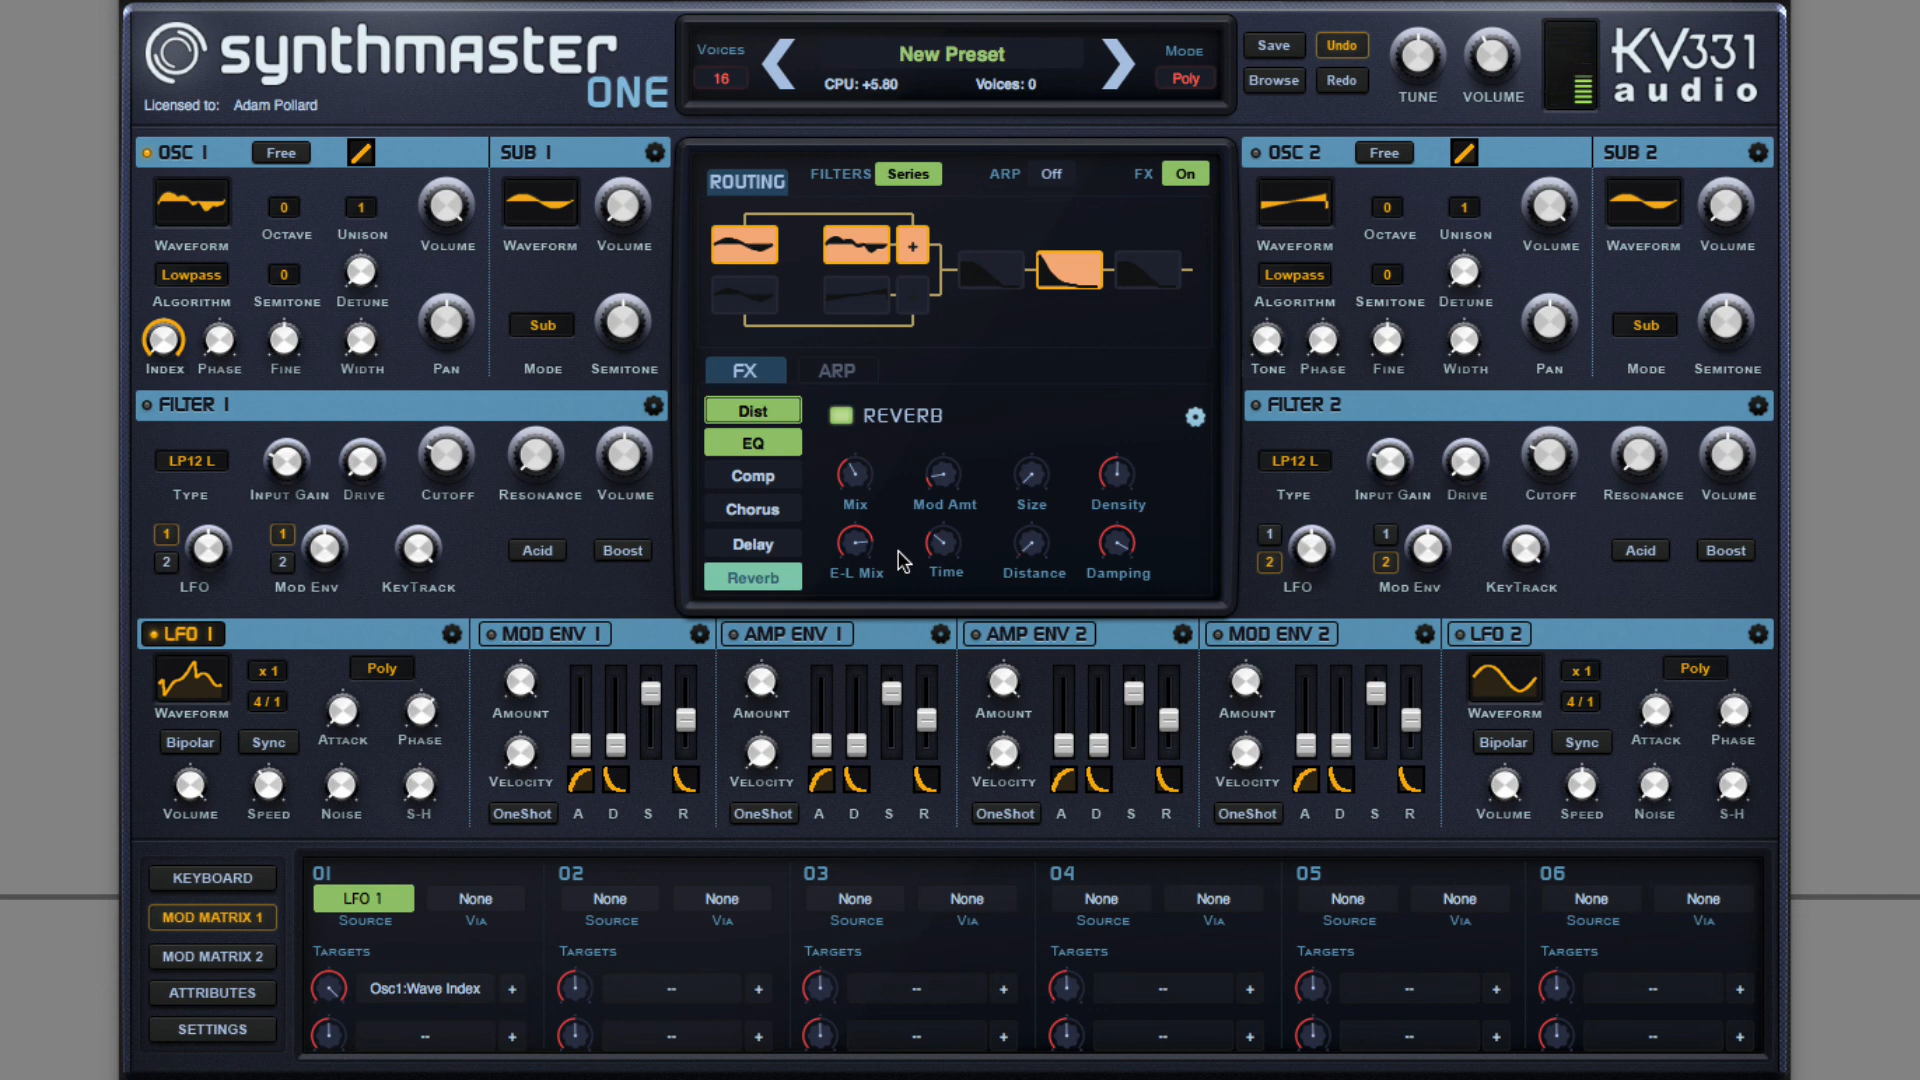 synthmaster
ONE
Licensed to: Adam Pollard
VOICES
16
New Preset
CPU: +5.80 Voices: 0
MODE
Poly
Save
Undo
Browse
Redo
TUNE
VOLUME
KV331
audio
OSC 1 Free
SUB 1
WAVEFORM
0
OCTAVE
1
UNISON
VOLUME
WAVEFORM
VOLUME
Lowpass
ALGORITHM
0
SEMITONE
DETUNE
INDEX PHASE FINE WIDTH PAN
Sub
MODE SEMITONE
ROUTING
FILTERS Series
ARP Off
FX On
+
OSC 2 Free
SUB 2
WAVEFORM
0
OCTAVE
1
UNISON
VOLUME
WAVEFORM
VOLUME
Lowpass
ALGORITHM
0
SEMITONE
DETUNE
TONE PHASE FINE WIDTH PAN
Sub
MODE SEMITONE
FILTER 1
LP12 L
TYPE INPUT GAIN DRIVE CUTOFF RESONANCE VOLUME
1
2
LFO
1
2
MOD ENV
KEYTRACK
Acid
Boost
FX ARP
Dist
EQ
Comp
Chorus
Delay
Reverb
REVERB
Mix Mod Amt Size Density
E-L Mix Time Distance Damping
FILTER 2
LP12 L
TYPE INPUT GAIN DRIVE CUTOFF RESONANCE VOLUME
1
2
LFO
1
2
MOD ENV
KEYTRACK
Acid
Boost
LFO 1
WAVEFORM
x 1
4 / 1
Poly
ATTACK PHASE
Bipolar Sync
VOLUME SPEED NOISE S-H
MOD ENV 1
AMOUNT
VELOCITY
OneShot A D S R
AMP ENV 1
AMOUNT
VELOCITY
OneShot A D S R
AMP ENV 2
AMOUNT
VELOCITY
OneShot A D S R
MOD ENV 2
AMOUNT
VELOCITY
OneShot A D S R
LFO 2
WAVEFORM
x 1
4 / 1
Poly
ATTACK PHASE
Bipolar Sync
VOLUME SPEED NOISE S-H
KEYBOARD
MOD MATRIX 1
MOD MATRIX 2
ATTRIBUTES
SETTINGS
01 02 03 04 05 06
LFO 1 None None None None None None None None None None None
SOURCE VIA SOURCE VIA SOURCE VIA SOURCE VIA SOURCE VIA SOURCE VIA
TARGETS TARGETS TARGETS TARGETS TARGETS TARGETS
Osc1:Wave Index + -- + -- + -- + -- + -- +
-- + -- + -- + -- + -- + -- +